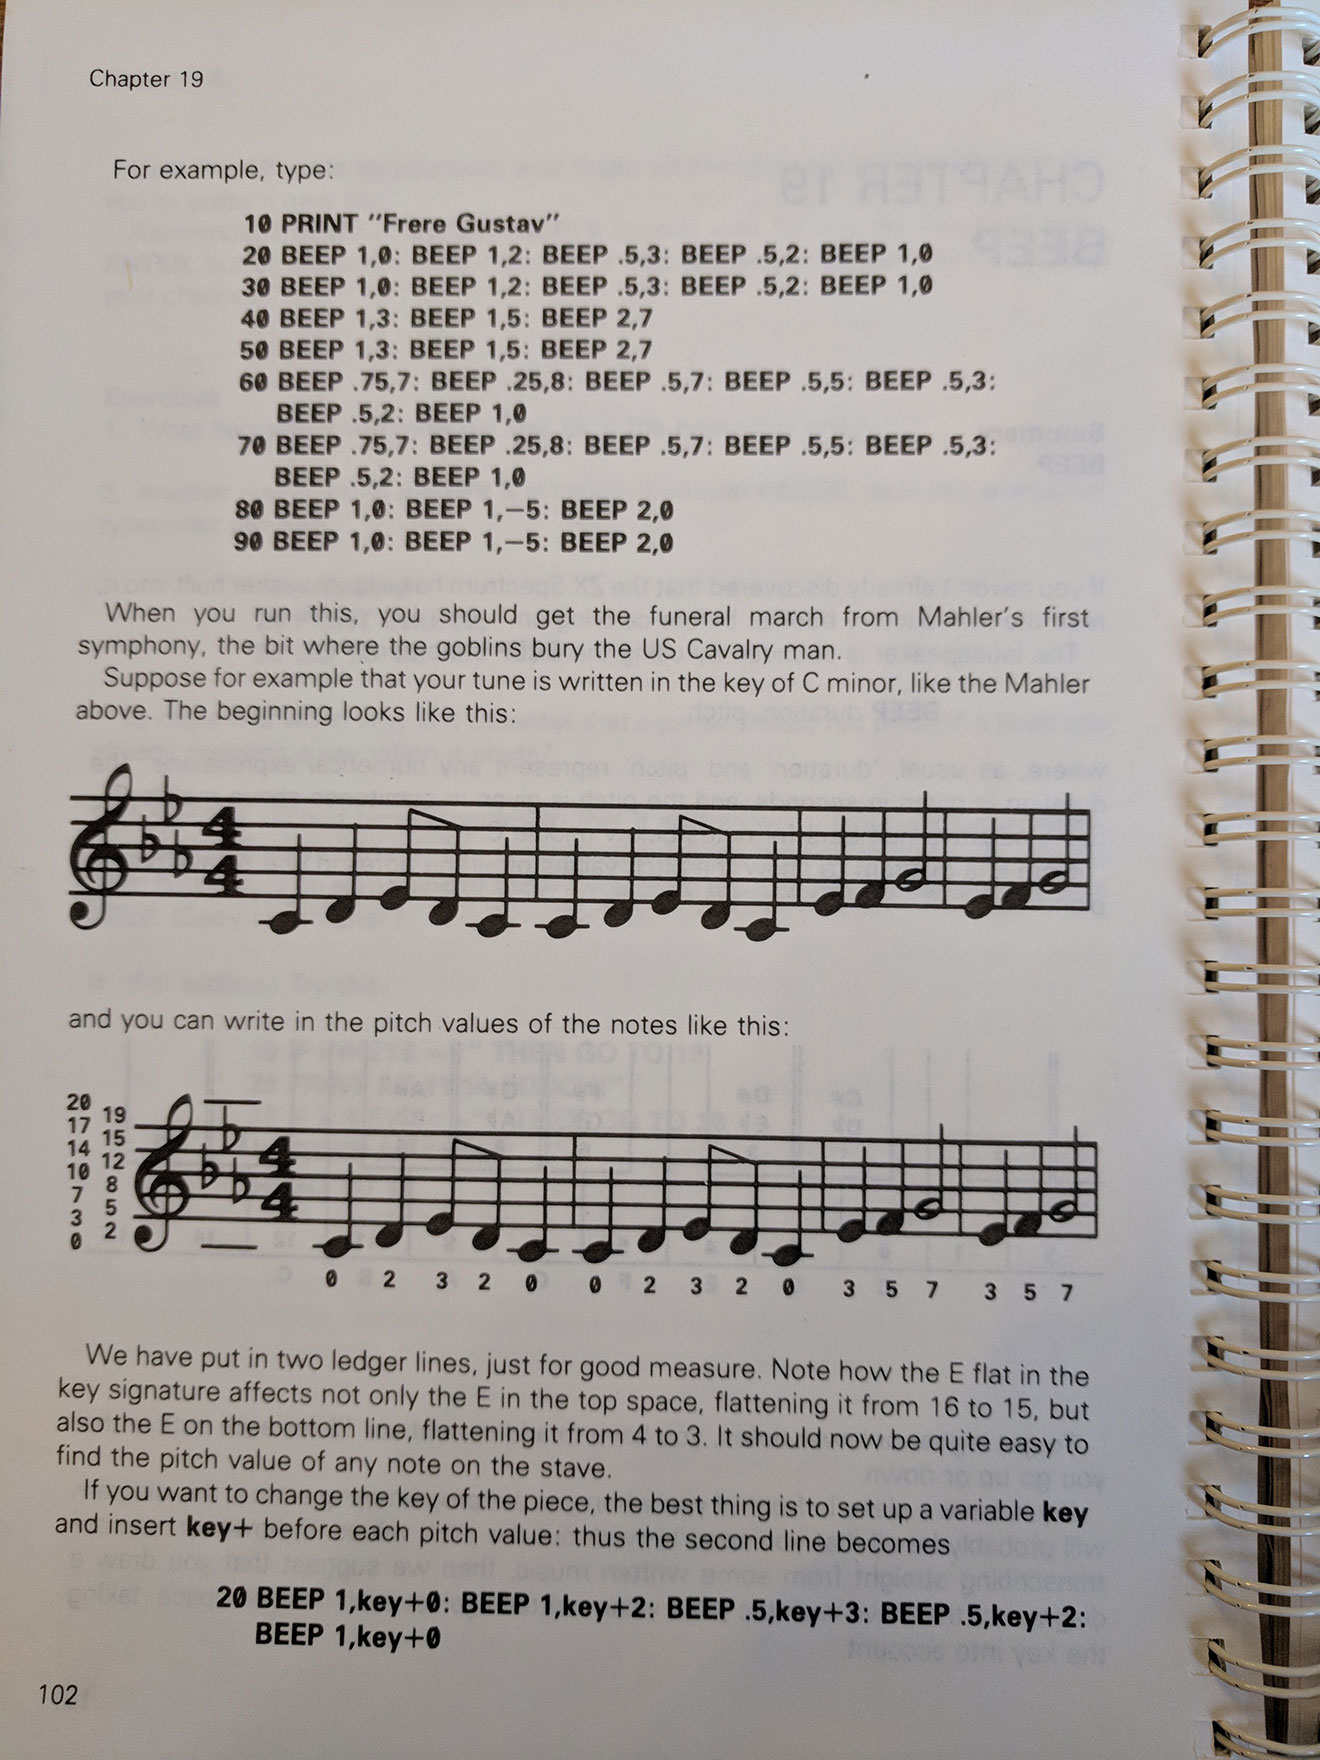 Chapter 19
For example, type:
10 PRINT "Frere Gustav"
20 BEEP 1,0: BEEP 1,2: BEEP .5,3: BEEP .5,2: BEEP 1,0
30 BEEP 1,0: BEEP 1,2: BEEP .5,3: BEEP .5,2: BEEP 1,0
40 BEEP 1,3: BEEP 1,5: BEEP 2,7
50 BEEP 1,3: BEEP 1,5: BEEP 2,7
60 BEEP .75,7: BEEP .25,8: BEEP .5,7: BEEP .5,5: BEEP .5,3:
BEEP .5,2: BEEP 1,0
70 BEEP .75,7: BEEP .25,8: BEEP .5,7: BEEP .5,5: BEEP .5,3:
BEEP .5,2: BEEP 1,0
80 BEEP 1,0: BEEP 1,−5: BEEP 2,0
90 BEEP 1,0: BEEP 1,−5: BEEP 2,0
When you run this, you should get the funeral march from Mahler's first
symphony, the bit where the goblins bury the US Cavalry man.
Suppose for example that your tune is written in the key of C minor, like the Mahler
above. The beginning looks like this:
4
4
and you can write in the pitch values of the notes like this:
20
19
17
15
14
12
10
8
7
5
3
2
0
4
4
0 2 3 2 0 0 2 3 2 0 3 5 7 3 5 7
We have put in two ledger lines, just for good measure. Note how the E flat in the
key signature affects not only the E in the top space, flattening it from 16 to 15, but
also the E on the bottom line, flattening it from 4 to 3. It should now be quite easy to
find the pitch value of any note on the stave.
If you want to change the key of the piece, the best thing is to set up a variable key
and insert key+ before each pitch value: thus the second line becomes
20 BEEP 1,key+0: BEEP 1,key+2: BEEP .5,key+3: BEEP .5,key+2:
BEEP 1,key+0
102